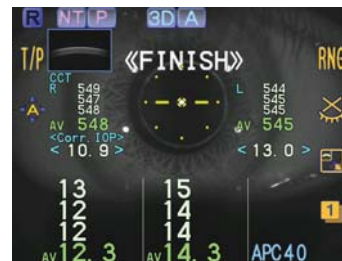 R NT P 3D A
T/P «FINISH» RNG
CCT
R 549 L 544
547 545
548 545
AV 548 AV 545
<Corr. IOP>
< 10. 9 > < 13. 0 >
13 15
12 14
12 14
AV 12. 3 AV 14. 3 APC40
1